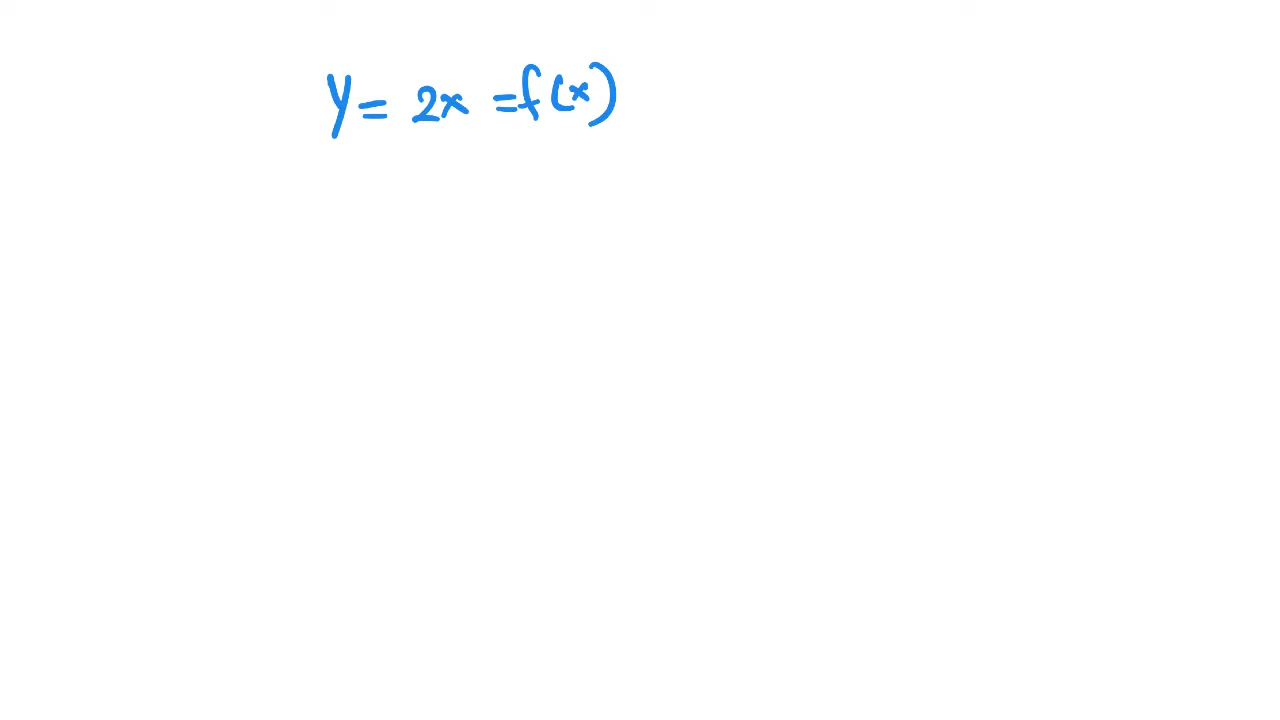 y = 2x = f(x)